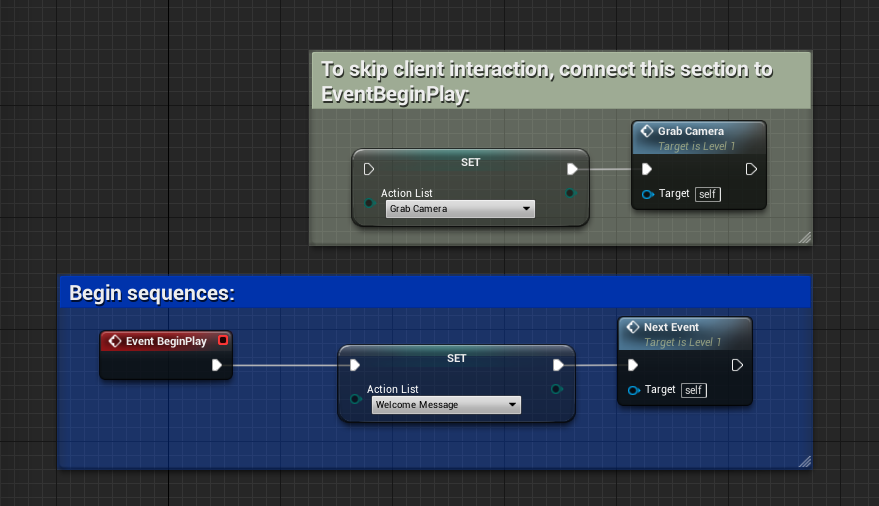 To skip client interaction, connect this section to
EventBeginPlay:
Grab Camera
Target is Level 1
SET
Action List
Grab Camera
Target self
Begin sequences:
Event BeginPlay
SET
Action List
Welcome Message
Next Event
Target is Level 1
Target self